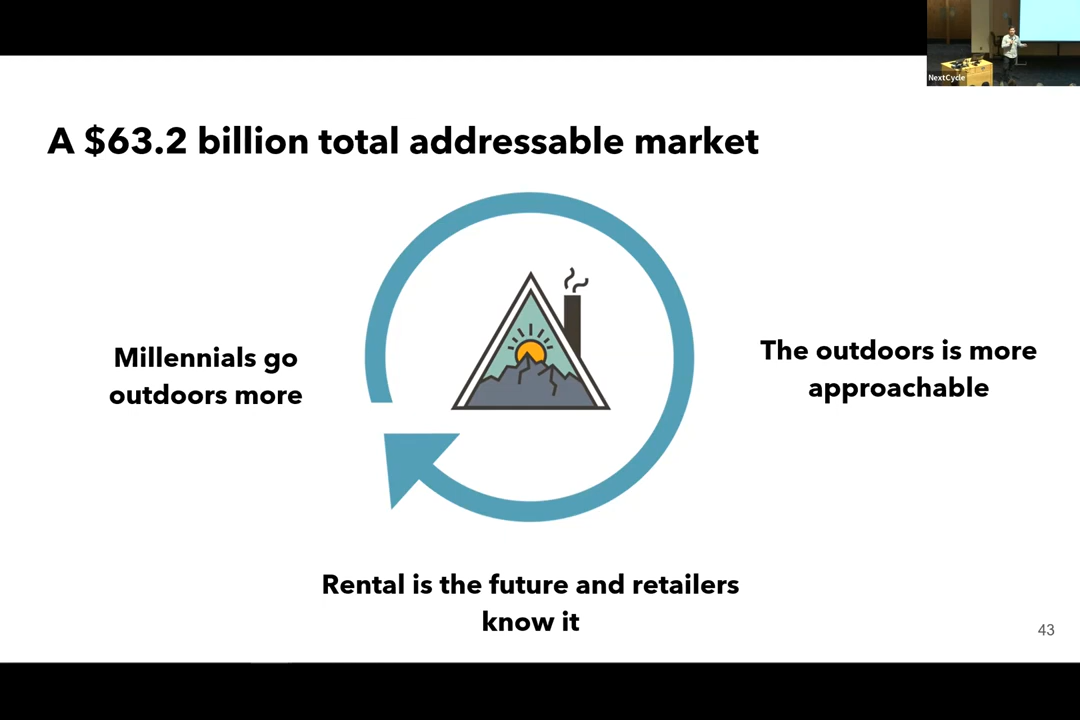 NextCycle
A $63.2 billion total addressable market
Millennials go
outdoors more
The outdoors is more
approachable
Rental is the future and retailers
know it
43